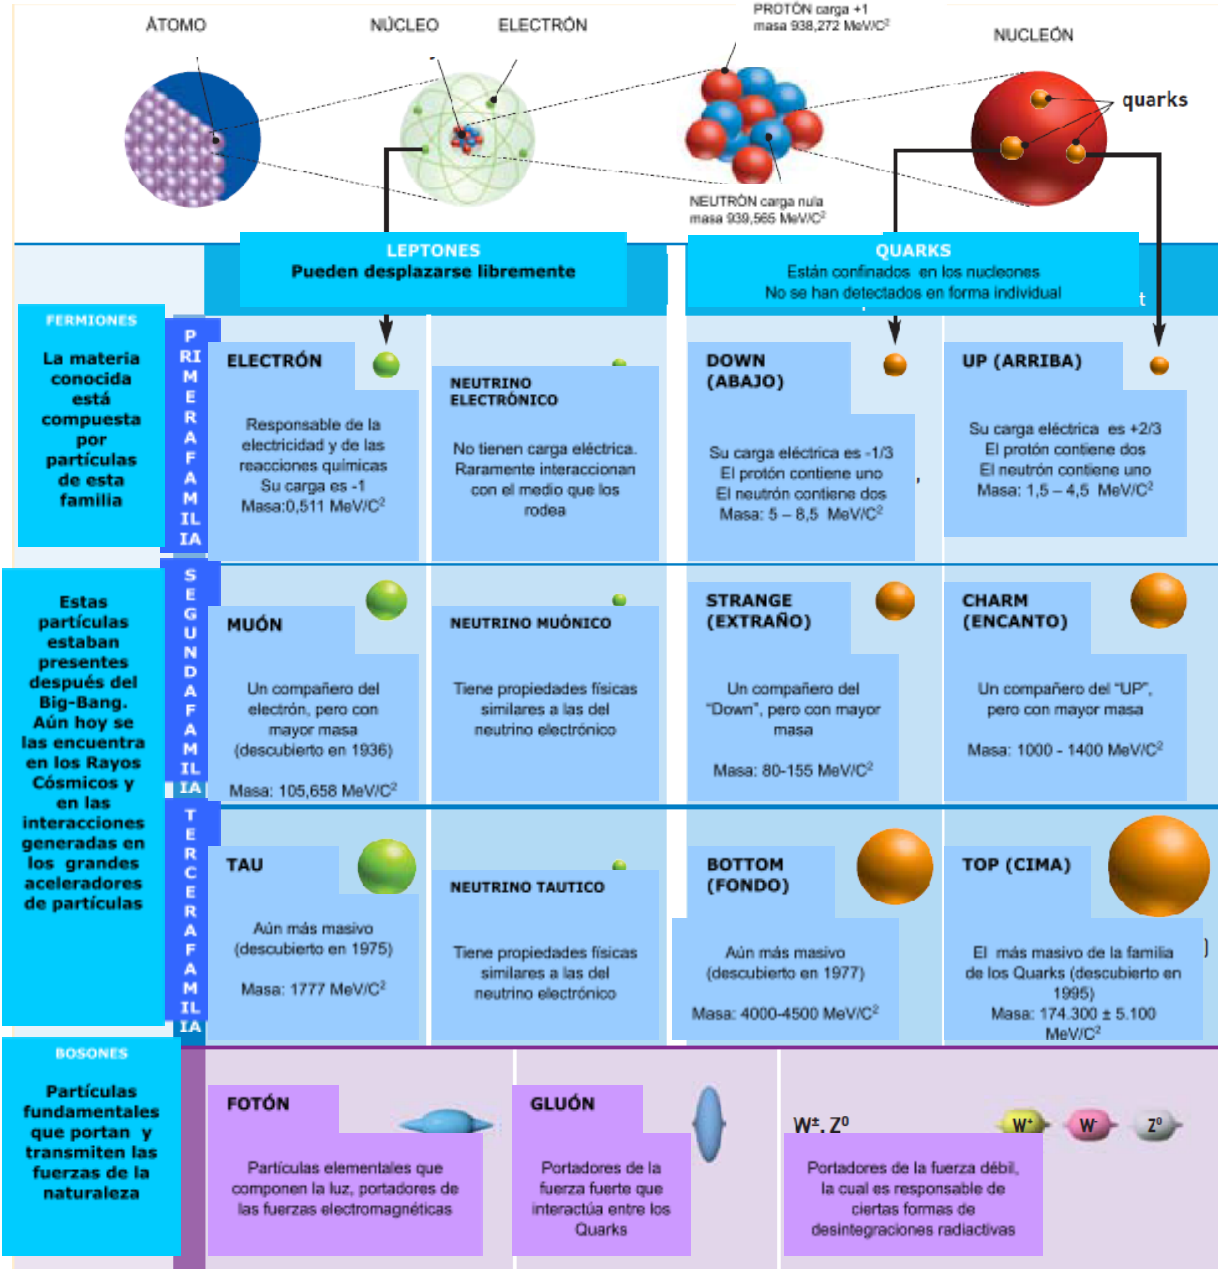 ÁTOMO
NÚCLEO
ELECTRÓN
PROTÓN carga +1
masa 938,272 MeV/C²
NUCLEÓN
quarks
NEUTRÓN carga nula
masa 939,565 MeV/C²
LEPTONES
Pueden desplazarse libremente
QUARKS
Están confinados en los nucleones
No se han detectados en forma individual
FERMIONES
La materia
conocida
está
compuesta
por
partículas
de esta
familia
PRIMERA FAMILIA
ELECTRÓN
Responsable de la
electricidad y de las
reacciones químicas
Su carga es -1
Masa:0,511 MeV/C²
NEUTRINO
ELECTRÓNICO
No tienen carga eléctrica.
Raramente interaccionan
con el medio que los
rodea
DOWN
(ABAJO)
Su carga eléctrica es -1/3
El protón contiene uno
El neutrón contiene dos
Masa: 5 – 8,5 MeV/C²
UP (ARRIBA)
Su carga eléctrica es +2/3
El protón contiene dos
El neutrón contiene uno
Masa: 1,5 – 4,5 MeV/C²
Estas
partículas
estaban
presentes
después del
Big-Bang.
Aún hoy se
las encuentra
en los Rayos
Cósmicos y
en las
interacciones
generadas en
los grandes
aceleradores
de partículas
SEGUNDA FAMILIA
MUÓN
Un compañero del
electrón, pero con
mayor masa
(descubierto en 1936)
Masa: 105,658 MeV/C²
NEUTRINO MUÓNICO
Tiene propiedades físicas
similares a las del
neutrino electrónico
STRANGE
(EXTRAÑO)
Un compañero del
“Down”, pero con mayor
masa
Masa: 80-155 MeV/C²
CHARM
(ENCANTO)
Un compañero del “UP”,
pero con mayor masa
Masa: 1000 - 1400 MeV/C²
TERCERA FAMILIA
TAU
Aún más masivo
(descubierto en 1975)
Masa: 1777 MeV/C²
NEUTRINO TAUTICO
Tiene propiedades físicas
similares a las del
neutrino electrónico
BOTTOM
(FONDO)
Aún más masivo
(descubierto en 1977)
Masa: 4000-4500 MeV/C²
TOP (CIMA)
El más masivo de la familia
de los Quarks (descubierto en
1995)
Masa: 174.300 ± 5.100
MeV/C²
BOSONES
Partículas
fundamentales
que portan y
transmiten las
fuerzas de la
naturaleza
FOTÓN
Partículas elementales que
componen la luz, portadores de
las fuerzas electromagnéticas
GLUÓN
Portadores de la
fuerza fuerte que
interactúa entre los
Quarks
W±, Z⁰
W⁺
W⁻
Z⁰
Portadores de la fuerza débil,
la cual es responsable de
ciertas formas de
desintegraciones radiactivas